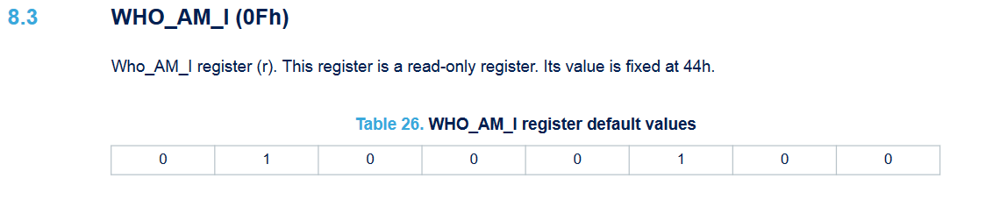 8.3 WHO_AM_I (0Fh)
Who_AM_I register (r). This register is a read-only register. Its value is fixed at 44h.
Table 26. WHO_AM_I register default values
0 1 0 0 0 1 0 0